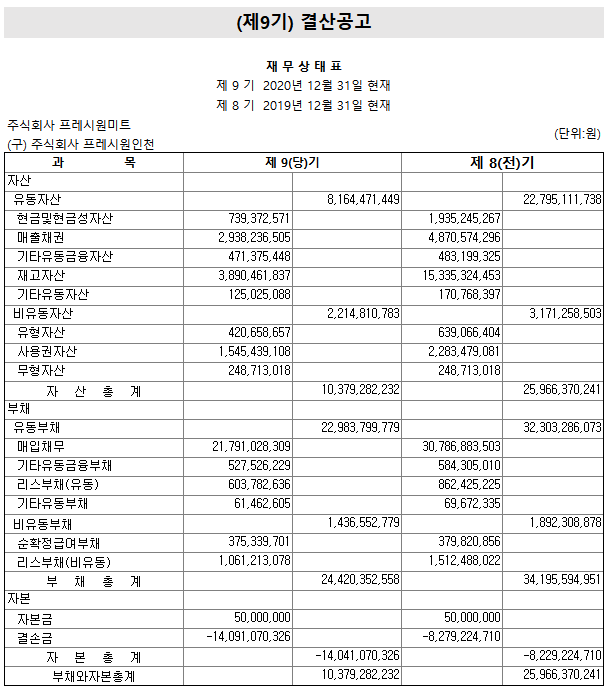 (제9기) 결산공고
재 무 상 태 표
제 9 기 2020년 12월 31일 현재
제 8 기 2019년 12월 31일 현재
주식회사 프레시원미트
(구) 주식회사 프레시원인천
(단위:원)
과 목 제 9(당)기 제 8(전)기
자산
유동자산 8,164,471,449 22,795,111,738
현금및현금성자산 739,372,571 1,935,245,267
매출채권 2,938,236,505 4,870,574,296
기타유동금융자산 471,375,448 483,199,325
재고자산 3,890,461,837 15,335,324,453
기타유동자산 125,025,088 170,768,397
비유동자산 2,214,810,783 3,171,258,503
유형자산 420,658,657 639,066,404
사용권자산 1,545,439,108 2,283,479,081
무형자산 248,713,018 248,713,018
자 산 총 계 10,379,282,232 25,966,370,241
부채
유동부채 22,983,799,779 32,303,286,073
매입채무 21,791,028,309 30,786,883,503
기타유동금융부채 527,526,229 584,305,010
리스부채(유동) 603,782,636 862,425,225
기타유동부채 61,462,605 69,672,335
비유동부채 1,436,552,779 1,892,308,878
순확정급여부채 375,339,701 379,820,856
리스부채(비유동) 1,061,213,078 1,512,488,022
부 채 총 계 24,420,352,558 34,195,594,951
자본
자본금 50,000,000 50,000,000
결손금 -14,091,070,326 -8,279,224,710
자 본 총 계 -14,041,070,326 -8,229,224,710
부채와자본총계 10,379,282,232 25,966,370,241